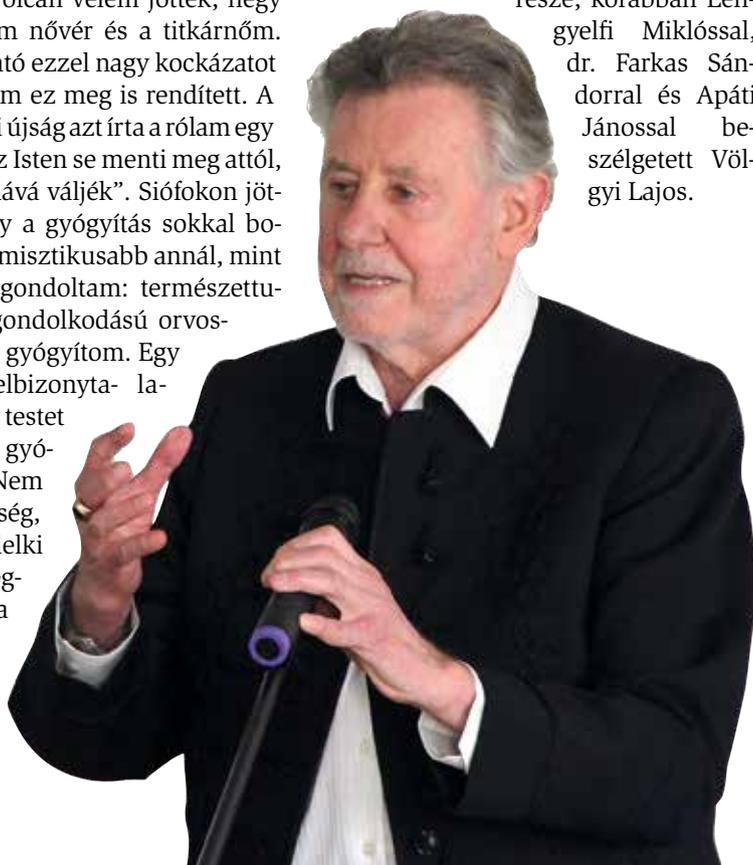 velem jöttek, négy
m nővér és a titkárnőm.
ató ezzel nagy kockázatot
m ez meg is rendített. A
i újság azt írta a rólam egy
z Isten se menti meg attól,
ává váljék”. Siófokon jöt-
y a gyógyítás sokkal bo-
misztikusabb annál, mint
gondoltam: természettu-
gondolkodású orvos-
gyógyítom. Egy
elbizonyta- la-
testet
gyó-
Nem
ség,
lelki
eg-
a
része, korábban Len-
gyelfi Miklóssal,
dr. Farkas Sán-
dorral és Apáti
Jánossal be-
szélgetett Völ-
gyi Lajos.